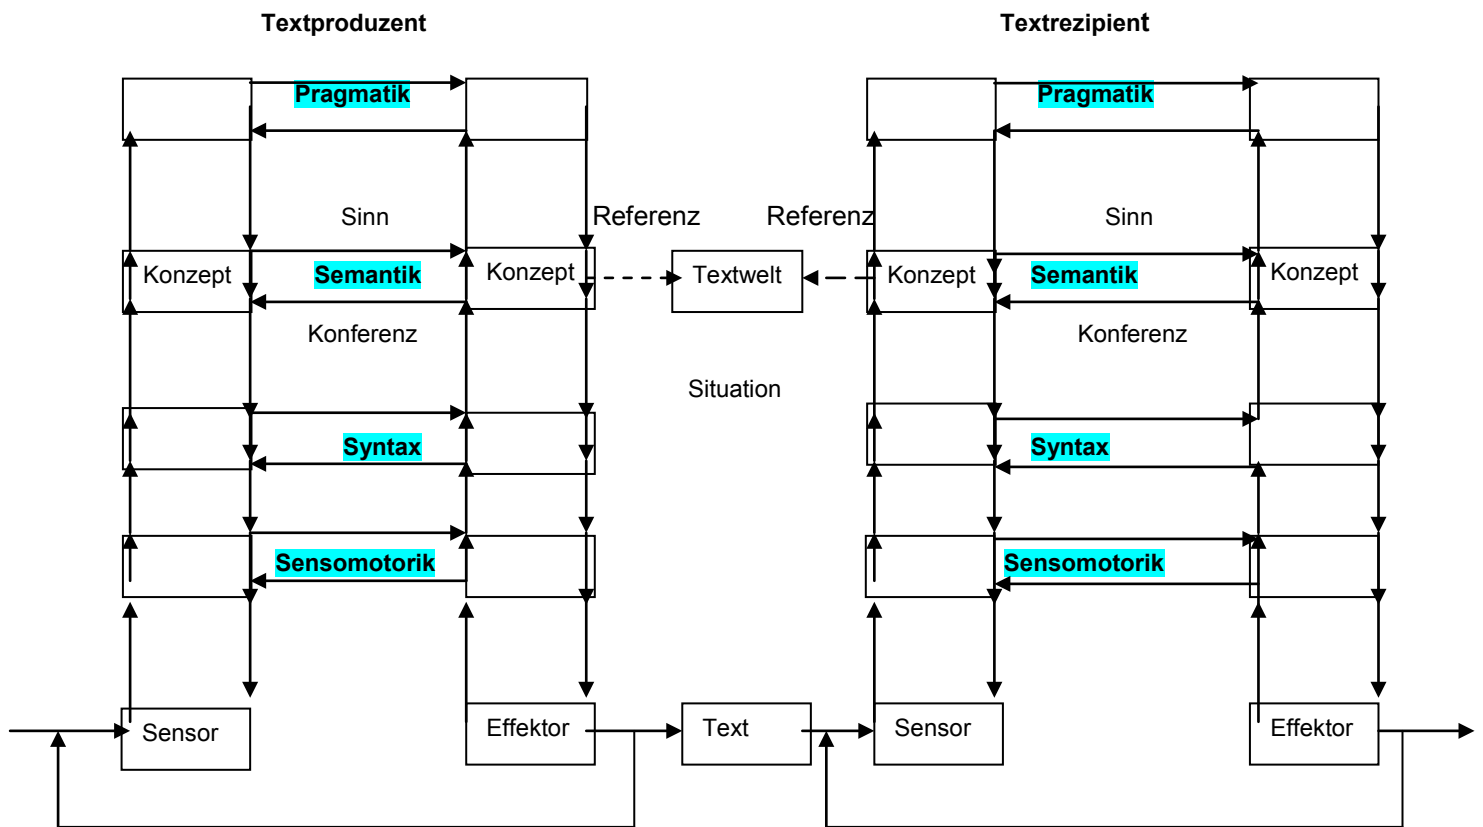 Textproduzent Textrezipient
Pragmatik Pragmatik
Sinn Referenz Referenz Sinn
Konzept Semantik Konzept Textwelt Konzept Semantik Konzept
Konferenz Konferenz
Situation
Syntax Syntax
Sensomotorik Sensomotorik
Sensor Effektor Text Sensor Effektor